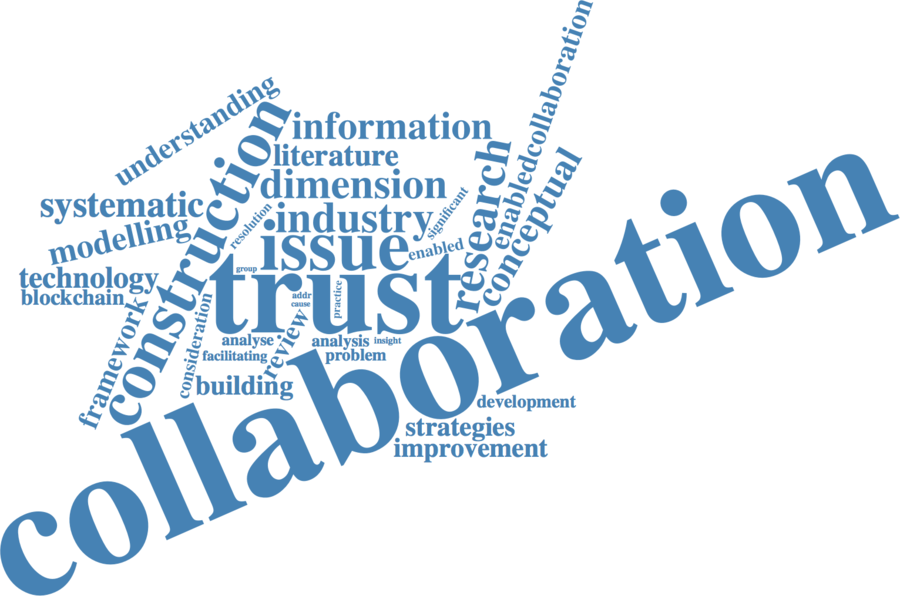 understanding
construction
information
literature
dimension
systematic
industry
resolution
significant
research
enabledcollaboration
conceptual
modelling
issue
enabled
technology
group
trust
blockchain
addr
cause
practice
framework
consideration
analyse
review
analysis
insight
facilitating
problem
building
collaboration
development
strategies
improvement